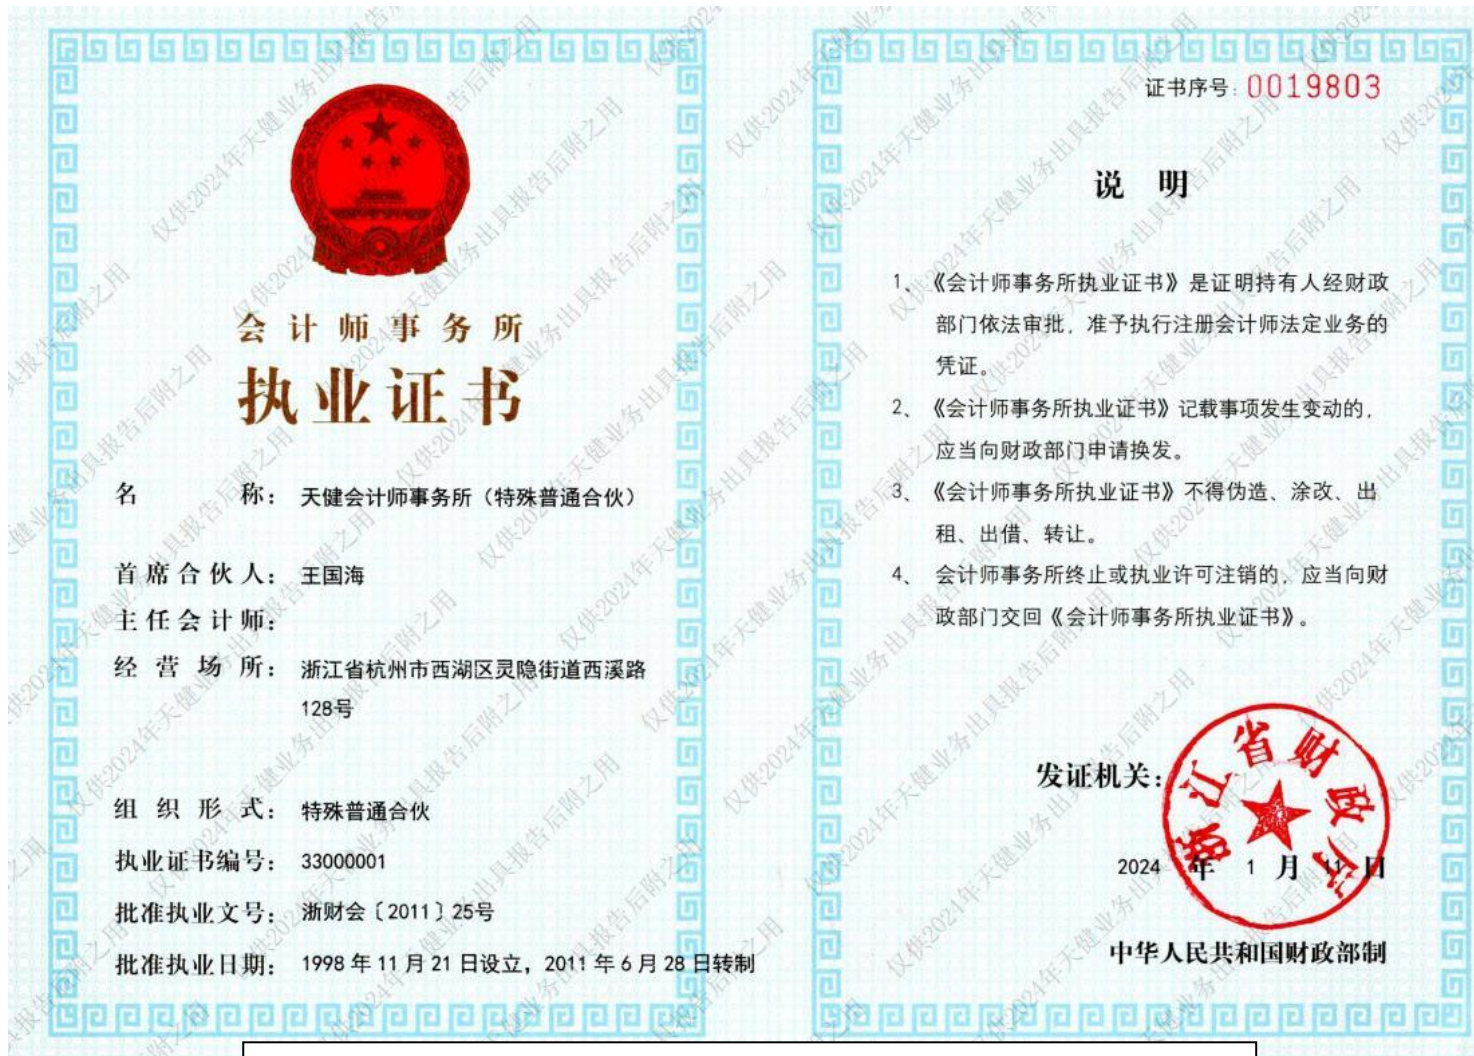 会计师事务所
执业证书
名 称： 天健会计师事务所（特殊普通合伙）
首席合伙人： 王国海
主任会计师：
经营场所： 浙江省杭州市西湖区灵隐街道西溪路
128号
组织形式： 特殊普通合伙
执业证书编号： 33000001
批准执业文号： 浙财会〔2011〕25号
批准执业日期： 1998年11月21日设立，2011年6月28日转制
证书序号：0019803
说 明
1、《会计师事务所执业证书》是证明持有人经财政
部门依法审批，准予执行注册会计师法定业务的
凭证。
2、《会计师事务所执业证书》记载事项发生变动的，
应当向财政部门申请换发。
3、《会计师事务所执业证书》不得伪造、涂改、出
租、出借、转让。
4、会计师事务所终止或执业许可注销的，应当向财
政部门交回《会计师事务所执业证书》。
发证机关：
浙江省财政厅
2024年1月11日
中华人民共和国财政部制
仅供2024年天健业务出具报告后附之用